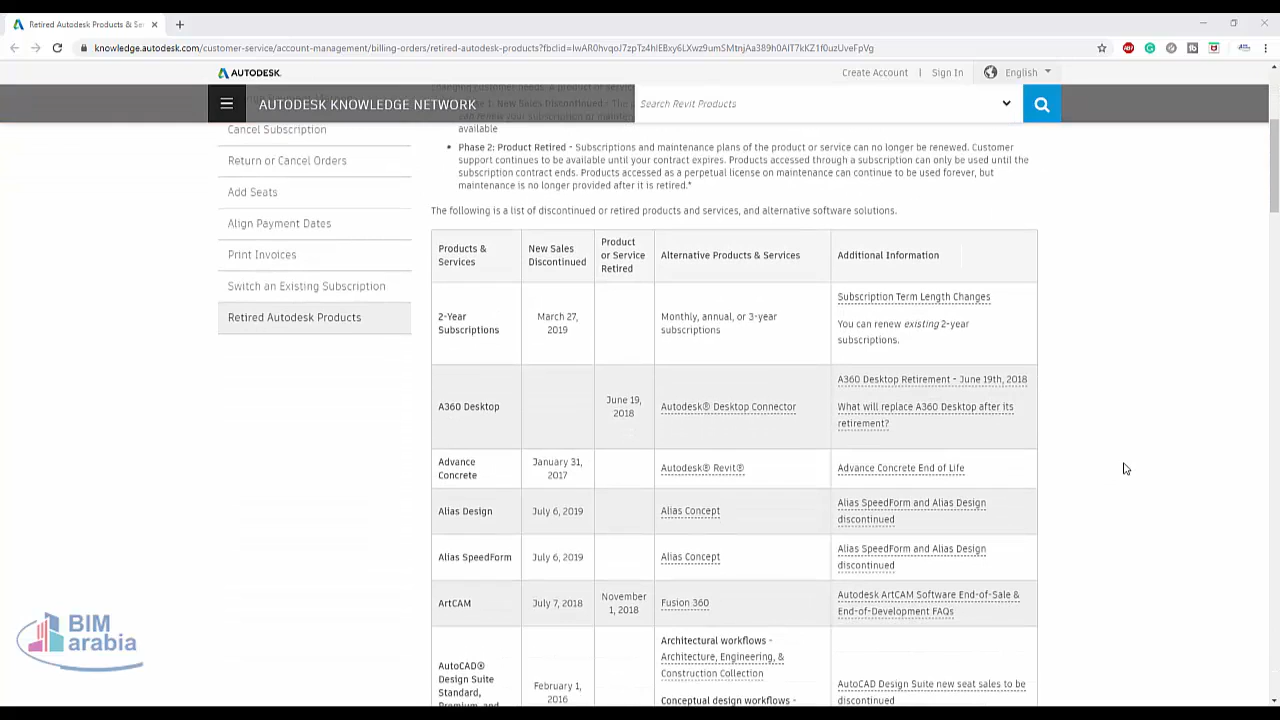 Retired Autodesk Products & Se
knowledge.autodesk.com/customer-service/account-management/billing-orders/retired-autodesk-products?fbclid=IwAR0hvqoJ7zpTz4hIEBxy6LXwz9umSMtnjAa389h0AIT7kKZ1f0uzUveFpVg
AUTODESK.
Create Account | Sign In English
AUTODESK KNOWLEDGE NETWORK
Search Revit Products
Cancel Subscription
Return or Cancel Orders
Add Seats
Align Payment Dates
Print Invoices
Switch an Existing Subscription
Retired Autodesk Products
available
• Phase 2: Product Retired - Subscriptions and maintenance plans of the product or service can no longer be renewed. Customer
support continues to be available until your contract expires. Products accessed through a subscription can only be used until the
subscription contract ends. Products accessed as a perpetual license on maintenance can continue to be used forever, but
maintenance is no longer provided after it is retired.*
The following is a list of discontinued or retired products and services, and alternative software solutions.
Products &
Services
New Sales
Discontinued
Product
or Service
Retired
Alternative Products & Services
Additional Information
2-Year
Subscriptions
March 27,
2019
Monthly, annual, or 3-year
subscriptions
Subscription Term Length Changes
You can renew existing 2-year
subscriptions.
A360 Desktop
June 19,
2018
Autodesk® Desktop Connector
A360 Desktop Retirement - June 19th, 2018
What will replace A360 Desktop after its
retirement?
Advance
Concrete
January 31,
2017
Autodesk® Revit®
Advance Concrete End of Life
Alias Design
July 6, 2019
Alias Concept
Alias SpeedForm and Alias Design
discontinued
Alias SpeedForm
July 6, 2019
Alias Concept
Alias SpeedForm and Alias Design
discontinued
ArtCAM
July 7, 2018
November
1, 2018
Fusion 360
Autodesk ArtCAM Software End-of-Sale &
End-of-Development FAQs
AutoCAD®
Design Suite
Standard,
February 1,
2016
Architectural workflows -
Architecture, Engineering, &
Construction Collection
Conceptual design workflows -
AutoCAD Design Suite new seat sales to be
discontinued
BIM
arabia